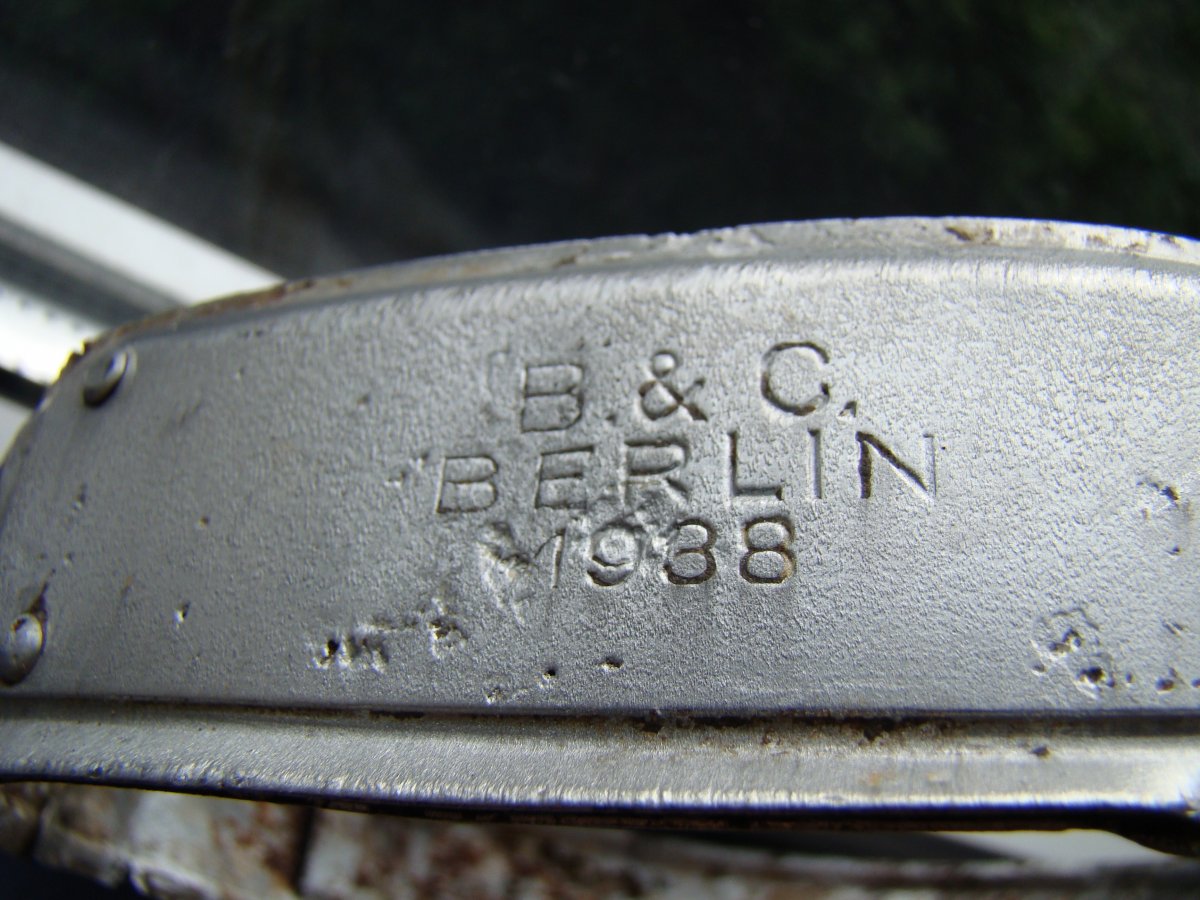 B. & C.
BERLIN
1938